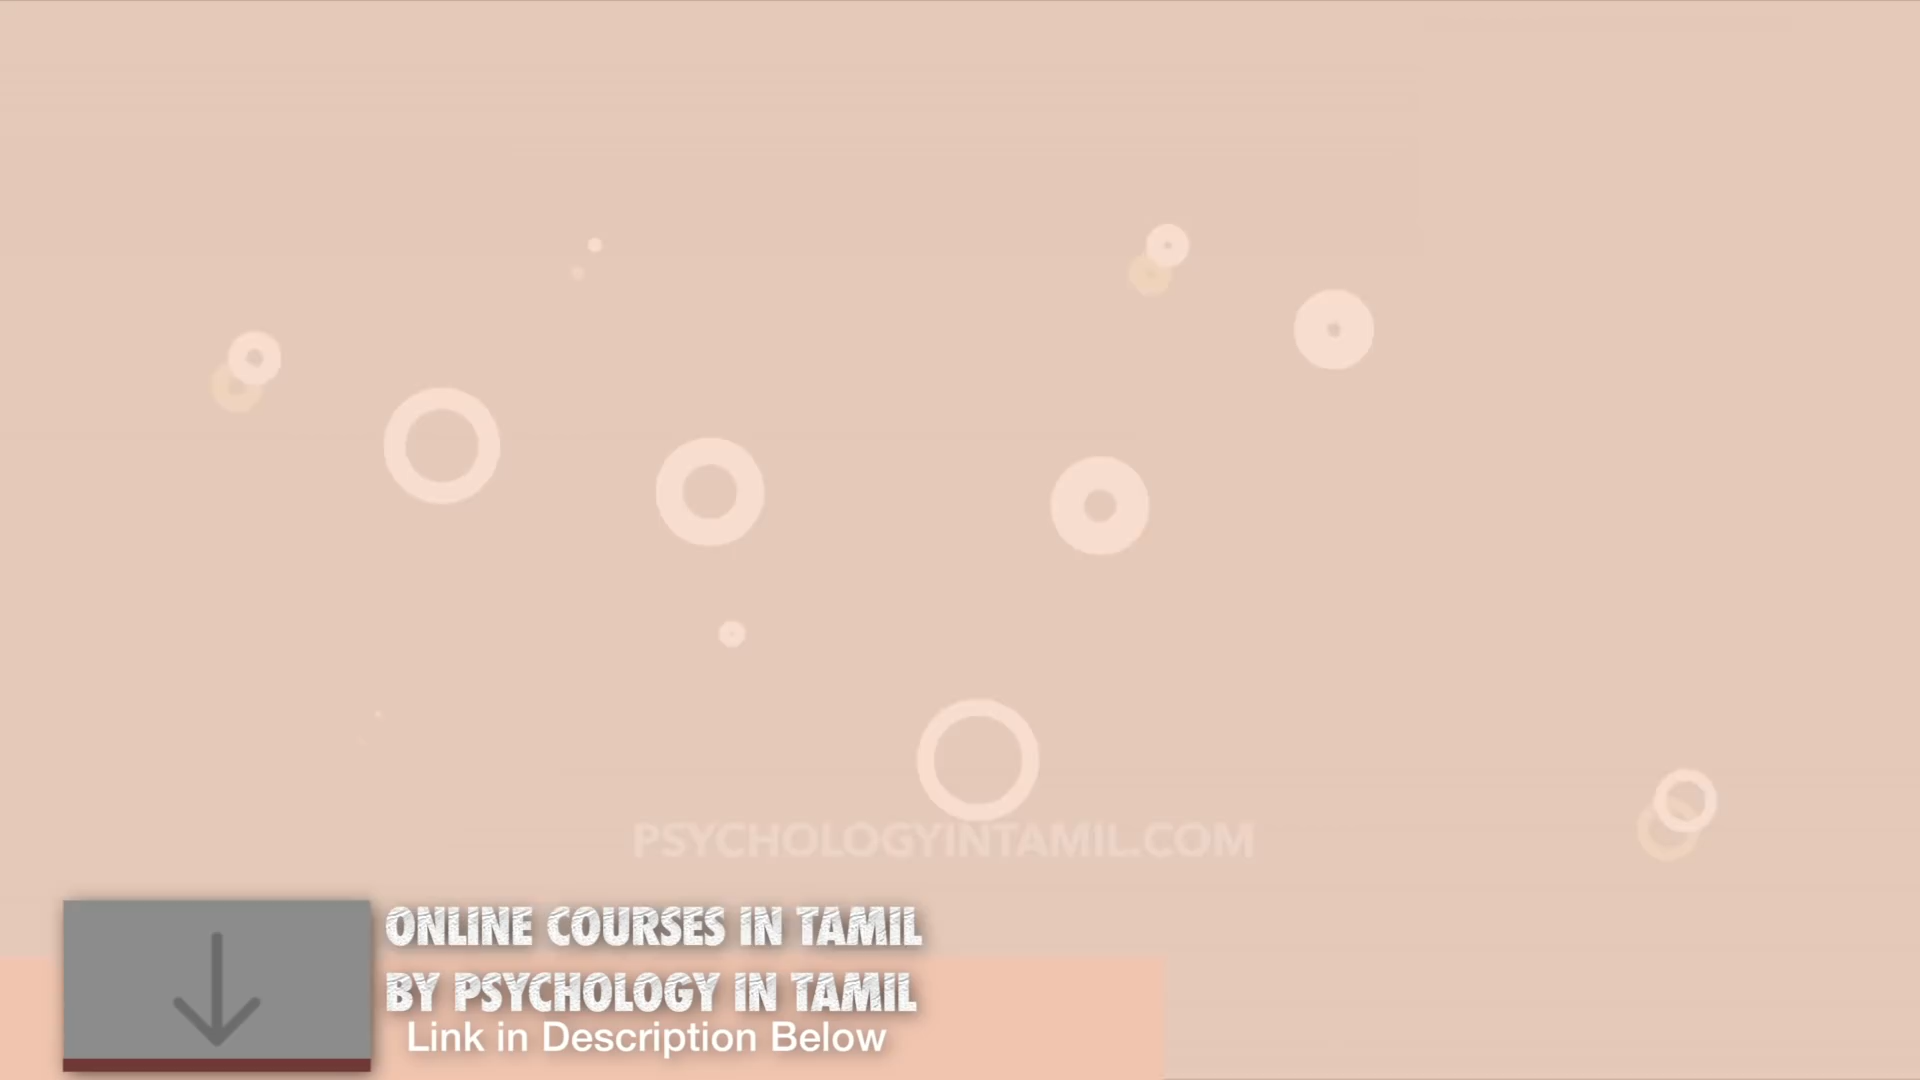 PSYCHOLOGYINTAMIL.COM
ONLINE COURSES IN TAMIL
BY PSYCHOLOGY IN TAMIL
Link in Description Below